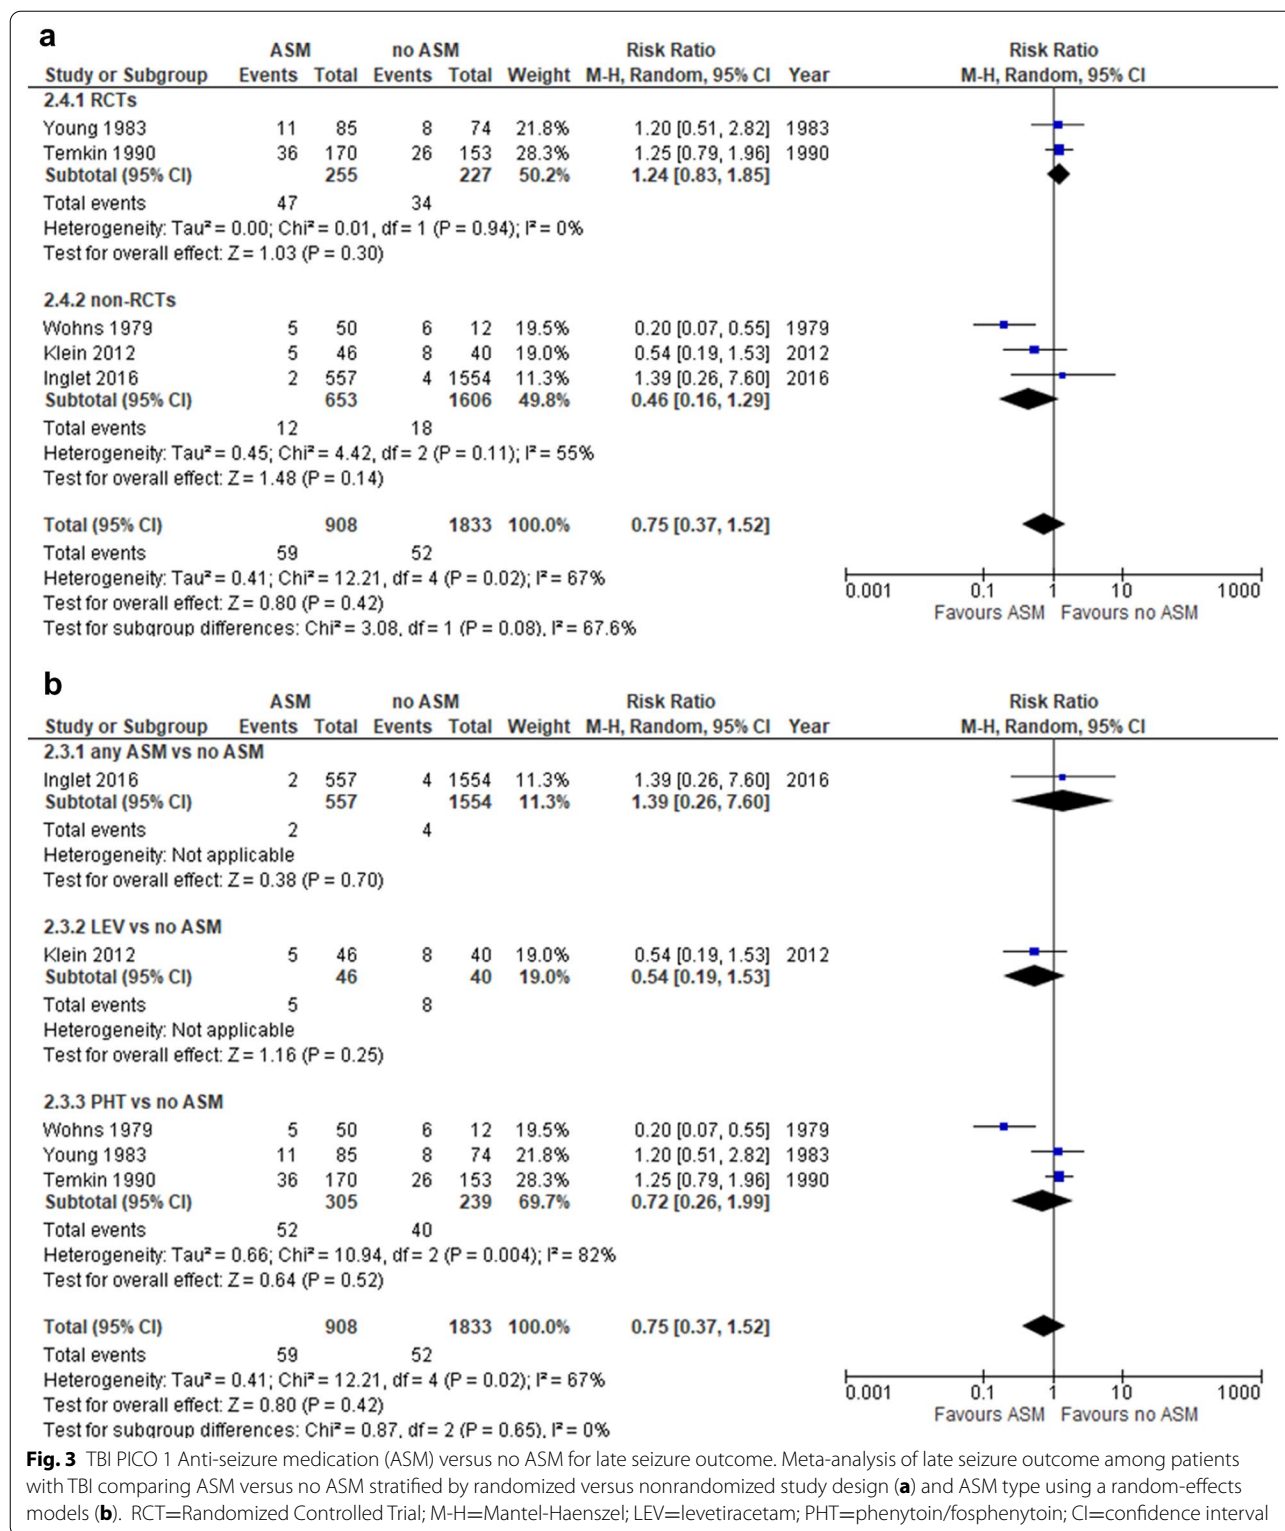 a
ASM no ASM Risk Ratio Risk Ratio
Study or Subgroup Events Total Events Total Weight M-H, Random, 95% CI Year M-H, Random, 95% CI
2.4.1 RCTs
Young 1983 11 85 8 74 21.8% 1.20 [0.51, 2.82] 1983
Temkin 1990 36 170 26 153 28.3% 1.25 [0.79, 1.96] 1990
Subtotal (95% CI) 255 227 50.2% 1.24 [0.83, 1.85]
Total events 47 34
Heterogeneity: Tau² = 0.00; Chi² = 0.01, df = 1 (P = 0.94); I² = 0%
Test for overall effect: Z = 1.03 (P = 0.30)
2.4.2 non-RCTs
Wohns 1979 5 50 6 12 19.5% 0.20 [0.07, 0.55] 1979
Klein 2012 5 46 8 40 19.0% 0.54 [0.19, 1.53] 2012
Inglet 2016 2 557 4 1554 11.3% 1.39 [0.26, 7.60] 2016
Subtotal (95% CI) 653 1606 49.8% 0.46 [0.16, 1.29]
Total events 12 18
Heterogeneity: Tau² = 0.45; Chi² = 4.42, df = 2 (P = 0.11); I² = 55%
Test for overall effect: Z = 1.48 (P = 0.14)
Total (95% CI) 908 1833 100.0% 0.75 [0.37, 1.52]
Total events 59 52
Heterogeneity: Tau² = 0.41; Chi² = 12.21, df = 4 (P = 0.02); I² = 67%
Test for overall effect: Z = 0.80 (P = 0.42)
Test for subgroup differences: Chi² = 3.08, df = 1 (P = 0.08), I² = 67.6%
0.001 0.1 1 10 1000
Favours ASM Favours no ASM
b
ASM no ASM Risk Ratio Risk Ratio
Study or Subgroup Events Total Events Total Weight M-H, Random, 95% CI Year M-H, Random, 95% CI
2.3.1 any ASM vs no ASM
Inglet 2016 2 557 4 1554 11.3% 1.39 [0.26, 7.60] 2016
Subtotal (95% CI) 557 1554 11.3% 1.39 [0.26, 7.60]
Total events 2 4
Heterogeneity: Not applicable
Test for overall effect: Z = 0.38 (P = 0.70)
2.3.2 LEV vs no ASM
Klein 2012 5 46 8 40 19.0% 0.54 [0.19, 1.53] 2012
Subtotal (95% CI) 46 40 19.0% 0.54 [0.19, 1.53]
Total events 5 8
Heterogeneity: Not applicable
Test for overall effect: Z = 1.16 (P = 0.25)
2.3.3 PHT vs no ASM
Wohns 1979 5 50 6 12 19.5% 0.20 [0.07, 0.55] 1979
Young 1983 11 85 8 74 21.8% 1.20 [0.51, 2.82] 1983
Temkin 1990 36 170 26 153 28.3% 1.25 [0.79, 1.96] 1990
Subtotal (95% CI) 305 239 69.7% 0.72 [0.26, 1.99]
Total events 52 40
Heterogeneity: Tau² = 0.66; Chi² = 10.94, df = 2 (P = 0.004); I² = 82%
Test for overall effect: Z = 0.64 (P = 0.52)
Total (95% CI) 908 1833 100.0% 0.75 [0.37, 1.52]
Total events 59 52
Heterogeneity: Tau² = 0.41; Chi² = 12.21, df = 4 (P = 0.02); I² = 67%
Test for overall effect: Z = 0.80 (P = 0.42)
Test for subgroup differences: Chi² = 0.87, df = 2 (P = 0.65), I² = 0%
0.001 0.1 1 10 1000
Favours ASM Favours no ASM
Fig. 3 TBI PICO 1 Anti-seizure medication (ASM) versus no ASM for late seizure outcome. Meta-analysis of late seizure outcome among patients
with TBI comparing ASM versus no ASM stratified by randomized versus nonrandomized study design (a) and ASM type using a random-effects
models (b). RCT=Randomized Controlled Trial; M-H=Mantel-Haenszel; LEV=levetiracetam; PHT=phenytoin/fosphenytoin; CI=confidence interval